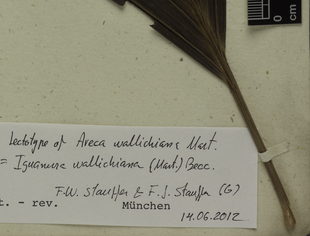 0
cm
Lectotype of Areca wallichiana Mart.
= Iguanura wallichiana (Mart.) Becc.
F.W. Stauffer & F. J. Stauffer (G)
t. - rev. München
14.06.2012